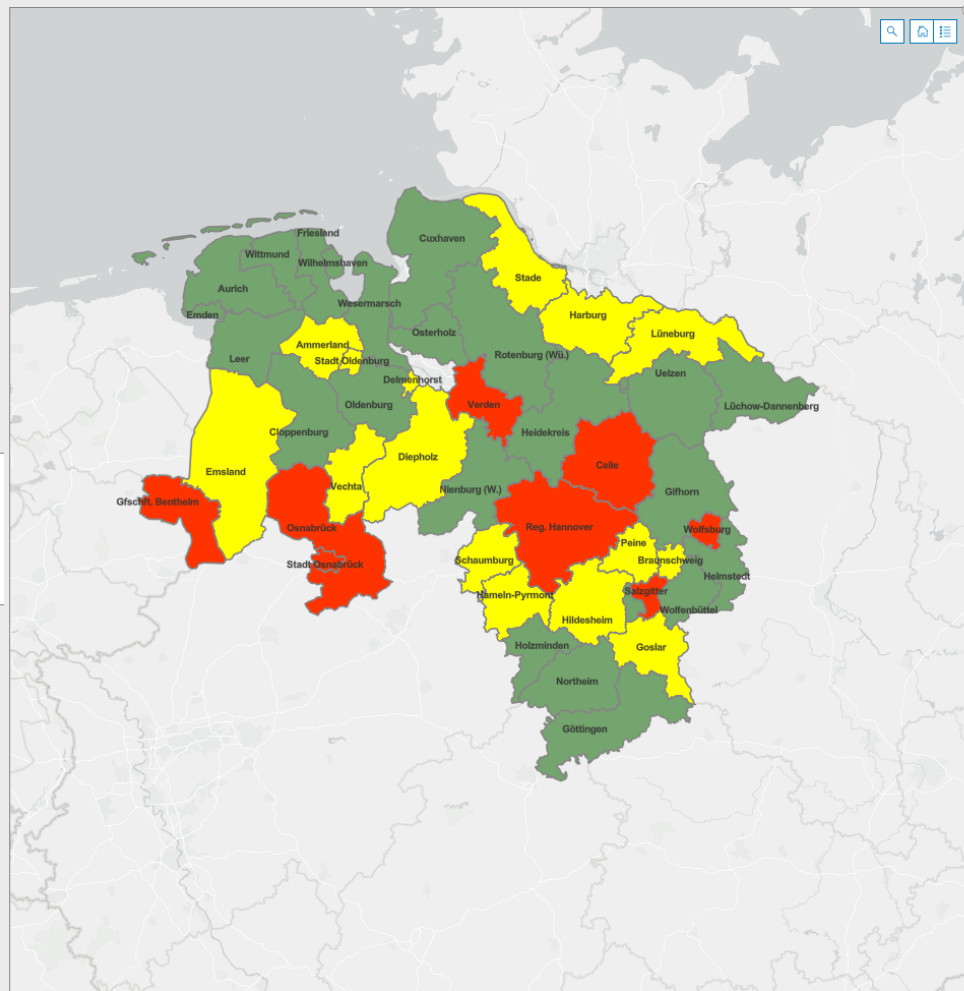 Friesland
Cuxhaven
Wittmund
Wilhelmshaven
Stade
Aurich
Wesermarsch
Emden
Harburg
Osterholz
Lüneburg
Ammerland
Rotenburg (Wü.)
Leer
Stadt Oldenburg
Uelzen
Delmenhorst
Oldenburg
Verden
Lüchow-Dannenberg
Cloppenburg
Heidekreis
Diepholz
Celle
Emsland
Vechta
Nienburg (W.)
Gifhorn
Gfscht. Bentheim
Osnabrück
Reg. Hannover
Wolfsburg
Peine
Schaumburg
Braunschweig
Stadt Osnabrück
Helmstedt
Salzgitter
Hameln-Pyrmont
Wolfenbüttel
Hildesheim
Holzminden
Goslar
Northeim
Göttingen